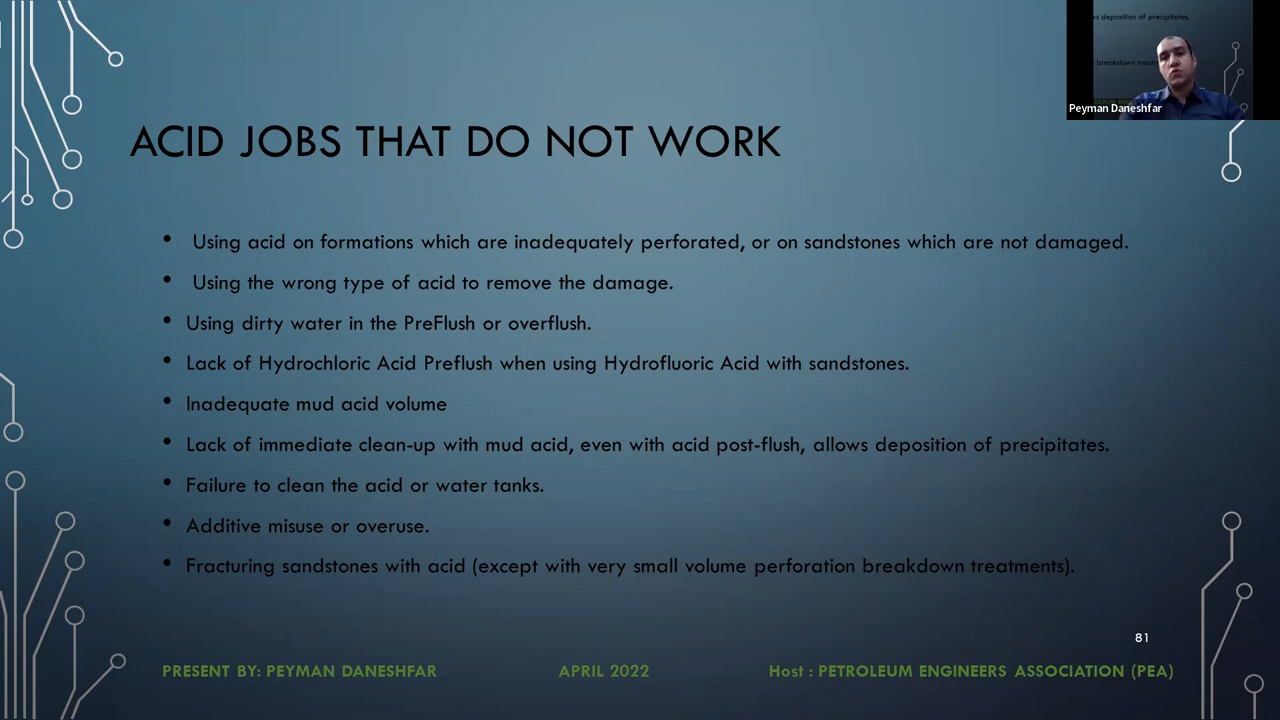 vs deposition of precipitates.
breakdown
Peyman Daneshfar
ACID JOBS THAT DO NOT WORK
• Using acid on formations which are inadequately perforated, or on sandstones which are not damaged.
• Using the wrong type of acid to remove the damage.
• Using dirty water in the PreFlush or overflush.
• Lack of Hydrochloric Acid Preflush when using Hydrofluoric Acid with sandstones.
• Inadequate mud acid volume
• Lack of immediate clean-up with mud acid, even with acid post-flush, allows deposition of precipitates.
• Failure to clean the acid or water tanks.
• Additive misuse or overuse.
• Fracturing sandstones with acid (except with very small volume perforation breakdown treatments).
81
PRESENT BY: PEYMAN DANESHFAR APRIL 2022 Host : PETROLEUM ENGINEERS ASSOCIATION (PEA)